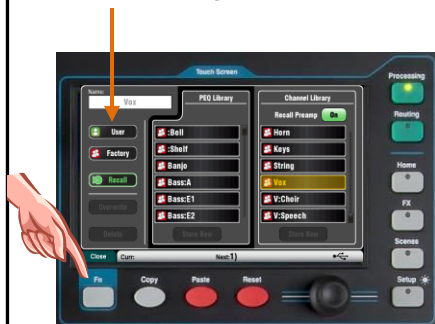 Touch Screen
Processing
Name:
Vox
PEQ Library
Channel Library
Recall Preamp On
Routing
User
Factory
Recall
Overwrite
Delete
:Bell
:Shelf
Banjo
Bass:A
Bass:E1
Bass:E2
Store New
Horn
Keys
String
Vox
V:Choir
V:Speech
Store New
Home
FX
Scenes
Close Curr: Next:1)
Fn
Copy
Paste
Reset
Setup